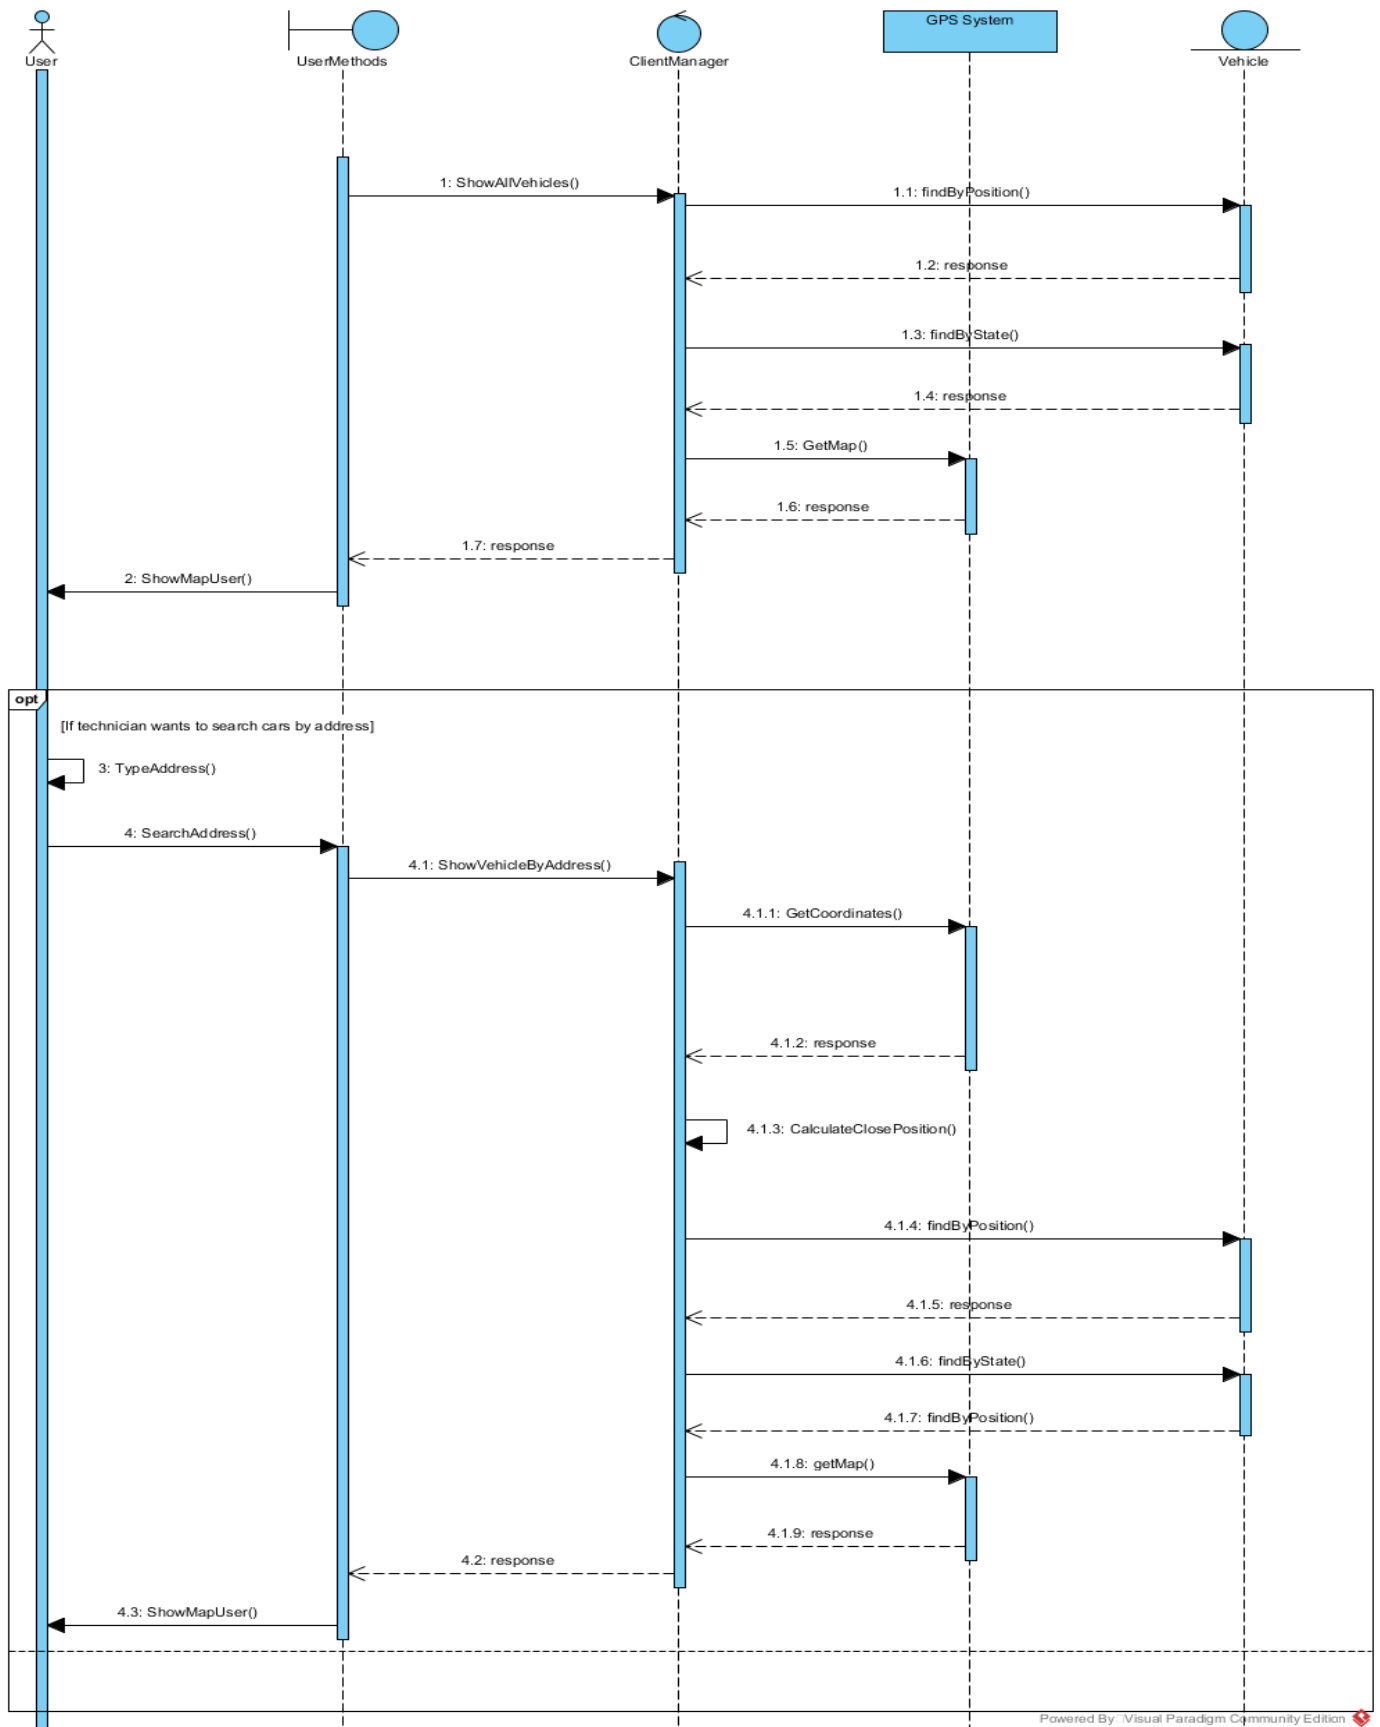 GPS System
User
UserMethods
ClientManager
Vehicle
1: ShowAllVehicles()
1.1: findByPosition()
1.2: response
1.3: findByState()
1.4: response
1.5: GetMap()
1.6: response
1.7: response
2: ShowMapUser()
opt
[If technician wants to search cars by address]
3: TypeAddress()
4: SearchAddress()
4.1: ShowVehicleByAddress()
4.1.1: GetCoordinates()
4.1.2: response
4.1.3: CalculateClosePosition()
4.1.4: findByPosition()
4.1.5: response
4.1.6: findByState()
4.1.7: findByPosition()
4.1.8: getMap()
4.1.9: response
4.2: response
4.3: ShowMapUser()
Powered By Visual Paradigm Community Edition